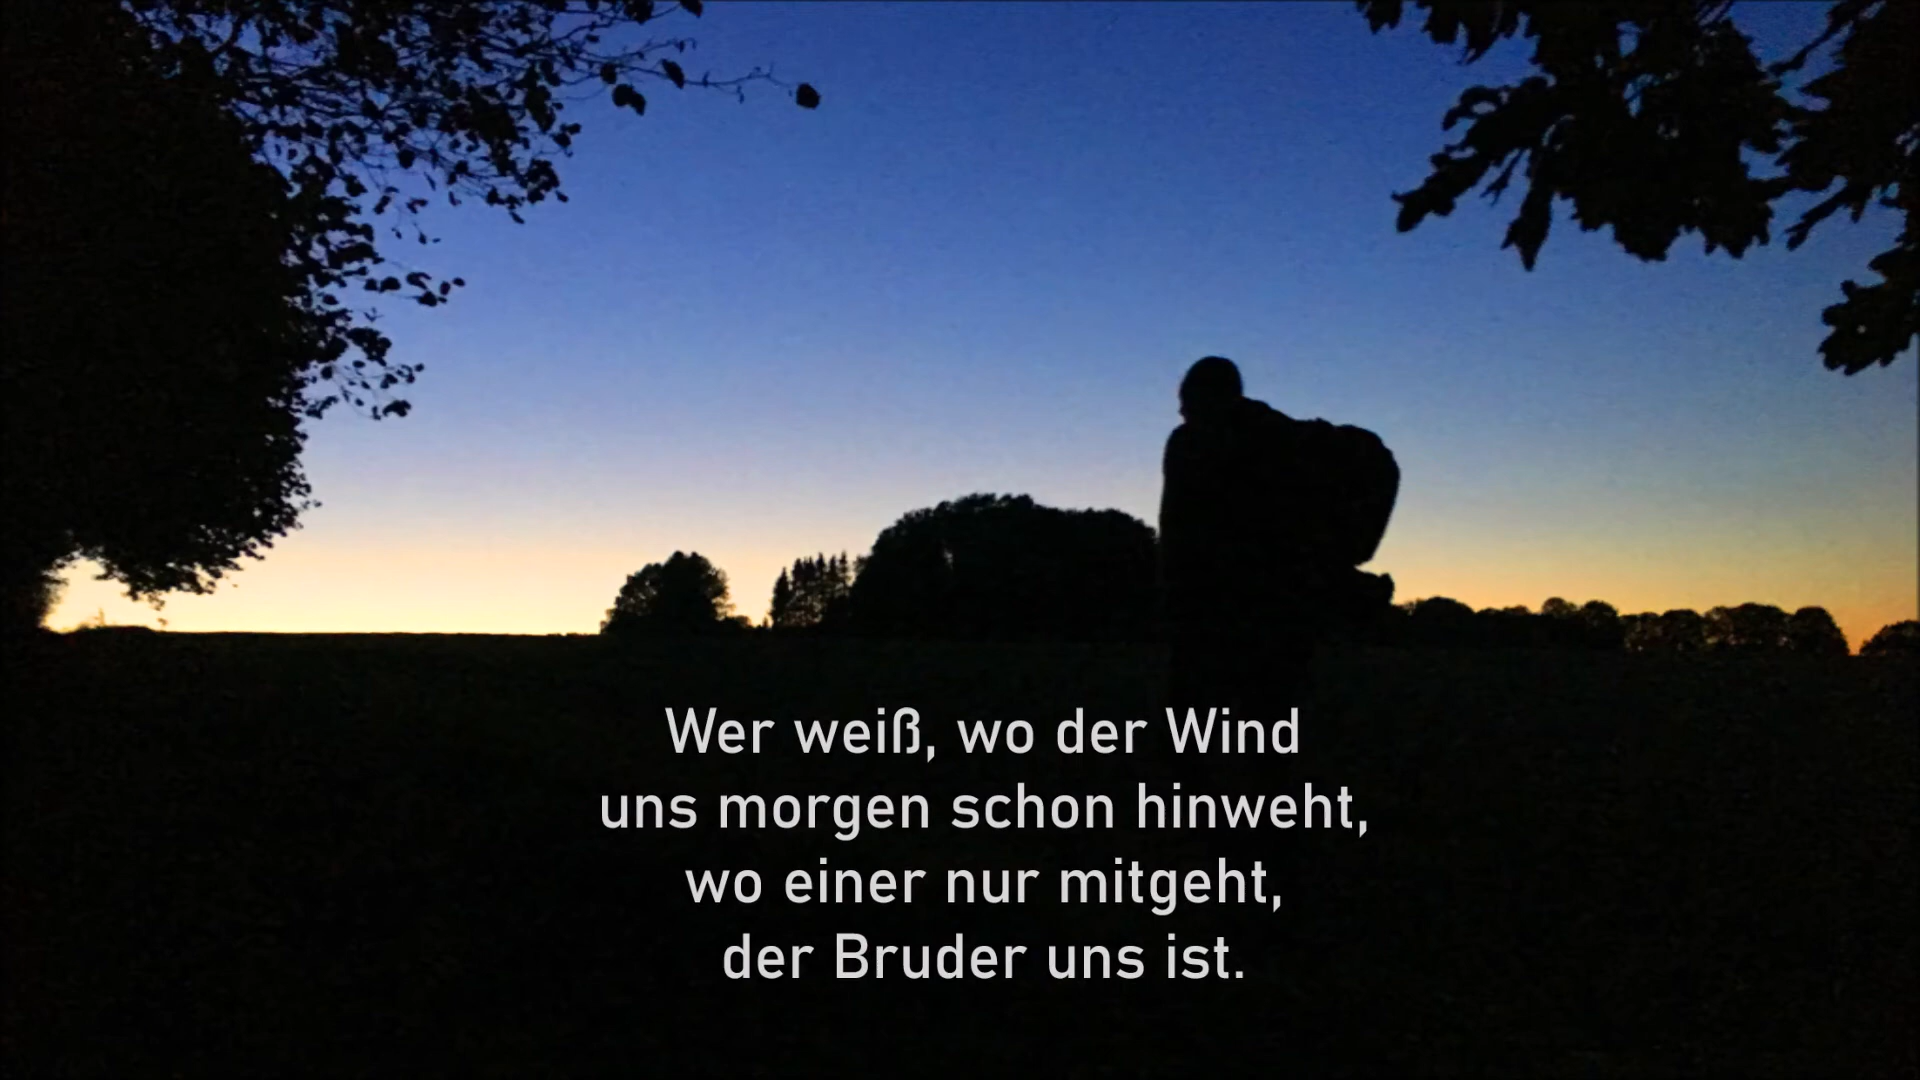 Wer weiß, wo der Wind
uns morgen schon hinweht,
wo einer nur mitgeht,
der Bruder uns ist.